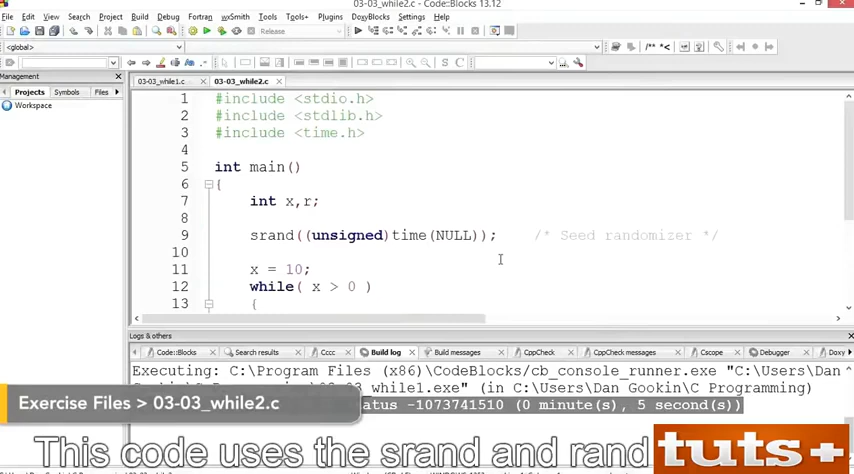 03-03_while2.c - Code::Blocks 13.12
File Edit View Search Project Build Debug Fortran wxSmith Tools Tools+ Plugins DoxyBlocks Settings Help
Release
<global>
/** *<
S C
Management
Projects Symbols Files
Workspace
03-03_while1.c 03-03_while2.c
1 #include <stdio.h>
2 #include <stdlib.h>
3 #include <time.h>
4
5 int main()
6 {
7 int x,r;
8
9 srand((unsigned)time(NULL)); /* Seed randomizer */
10
11 x = 10;
12 while( x > 0 )
13 {
Logs & others
Code::Blocks Search results Cccc Build log Build messages CppCheck CppCheck messages Cscope Debugger Doxy
Executing: C:\Program Files (x86)\CodeBlocks/cb_console_runner.exe "C:\Users\Dan
03-03_while1.exe" (in C:\Users\Dan Gookin\C Programming)
status -1073741510 (0 minute(s), 5 second(s))
Exercise Files > 03-03_while2.c
This code uses the srand and rand
tuts+